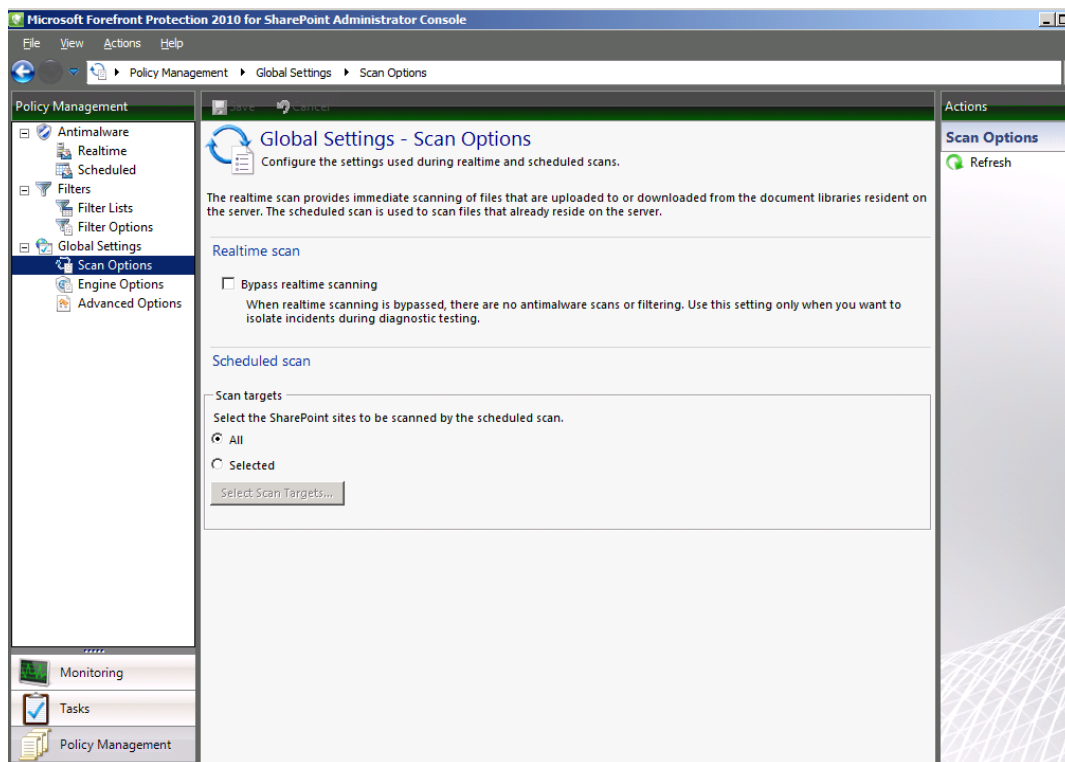 Microsoft Forefront Protection 2010 for SharePoint Administrator Console
File View Actions Help
Policy Management Global Settings Scan Options
Policy Management
Antimalware
Realtime
Scheduled
Filters
Filter Lists
Filter Options
Global Settings
Scan Options
Engine Options
Advanced Options
Monitoring
Tasks
Policy Management
Save Cancel
Global Settings - Scan Options
Configure the settings used during realtime and scheduled scans.
The realtime scan provides immediate scanning of files that are uploaded to or downloaded from the document libraries resident on
the server. The scheduled scan is used to scan files that already reside on the server.
Realtime scan
Bypass realtime scanning
When realtime scanning is bypassed, there are no antimalware scans or filtering. Use this setting only when you want to
isolate incidents during diagnostic testing.
Scheduled scan
Scan targets
Select the SharePoint sites to be scanned by the scheduled scan.
All
Selected
Select Scan Targets...
Actions
Scan Options
Refresh